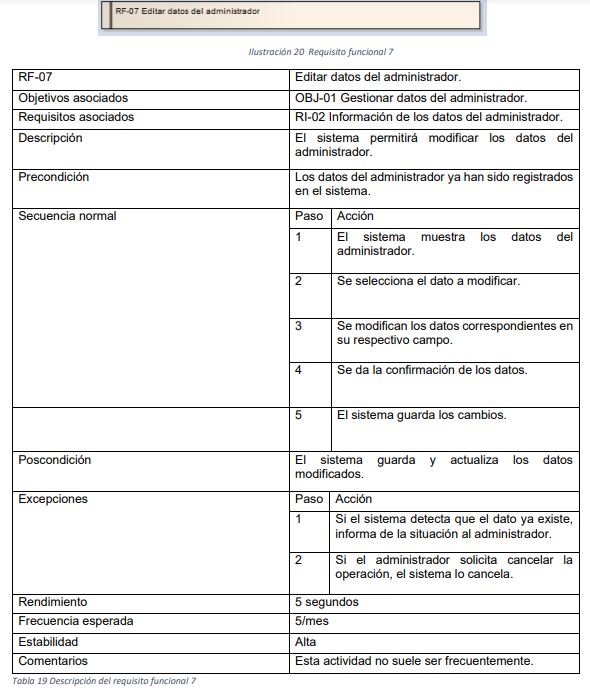 RF-07 Editar datos del administrador
Ilustración 20 Requisito funcional 7
RF-07 Editar datos del administrador.
Objetivos asociados OBJ-01 Gestionar datos del administrador.
Requisitos asociados RI-02 Información de los datos del administrador.
Descripción El sistema permitirá modificar los datos del
administrador.
Precondición Los datos del administrador ya han sido registrados
en el sistema.
Secuencia normal Paso Acción
1 El sistema muestra los datos del
administrador.
2 Se selecciona el dato a modificar.
3 Se modifican los datos correspondientes en
su respectivo campo.
4 Se da la confirmación de los datos.
5 El sistema guarda los cambios.
Poscondición El sistema guarda y actualiza los datos
modificados.
Excepciones Paso Acción
1 Si el sistema detecta que el dato ya existe,
informa de la situación al administrador.
2 Si el administrador solicita cancelar la
operación, el sistema lo cancela.
Rendimiento 5 segundos
Frecuencia esperada 5/mes
Estabilidad Alta
Comentarios Esta actividad no suele ser frecuentemente.
Tabla 19 Descripción del requisito funcional 7